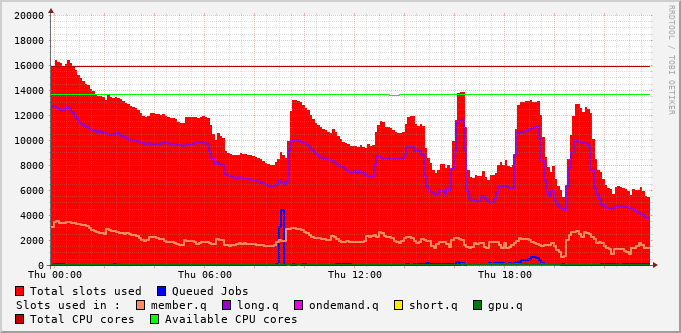 RRDTOOL / TOBI OETIKER
20000
18000
16000
14000
12000
10000
8000
6000
4000
2000
0
Thu 00:00 Thu 06:00 Thu 12:00 Thu 18:00
Total slots used Queued Jobs
Slots used in : member.q long.q ondemand.q short.q gpu.q
Total CPU cores Available CPU cores